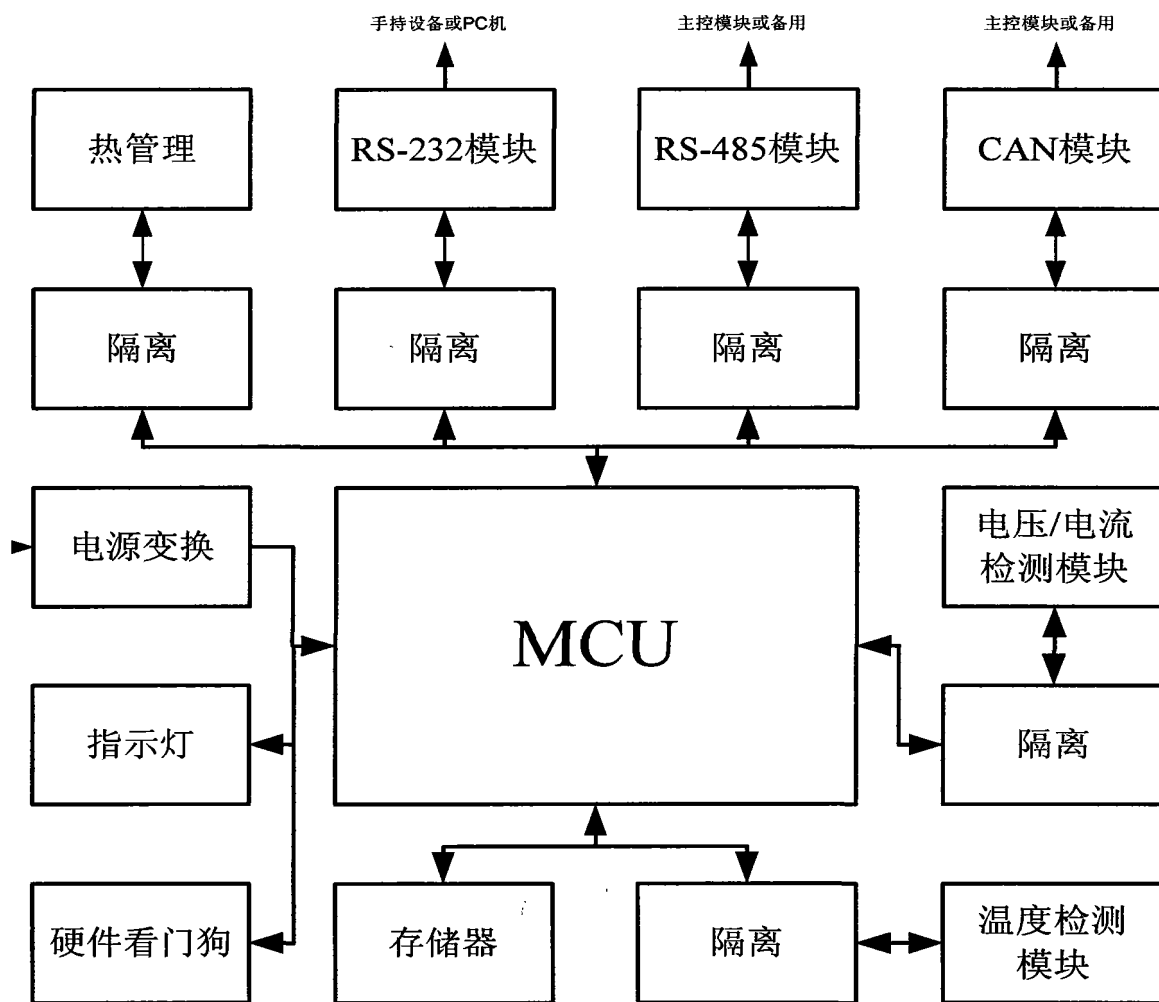 手持设备或PC机
主控模块或备用
主控模块或备用
热管理
RS-232模块
RS-485模块
CAN模块
隔离
隔离
隔离
隔离
电源变换
MCU
电压/电流
检测模块
指示灯
隔离
硬件看门狗
存储器
隔离
温度检测
模块